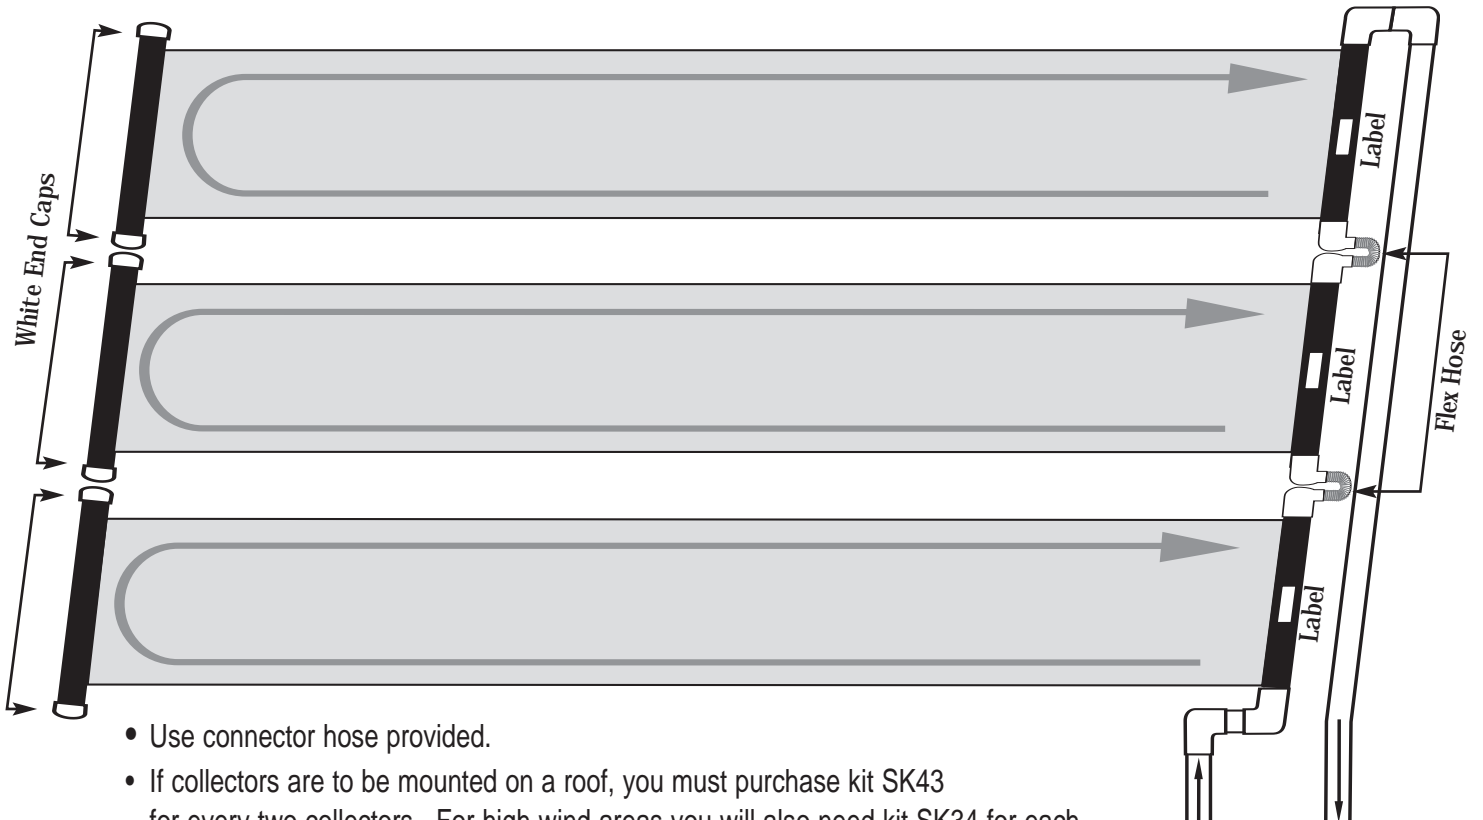 Label
White End Caps
Label
Flex Hose
Label
• Use connector hose provided.
• If collectors are to be mounted on a roof, you must purchase kit SK43
for every two collectors. For high wind areas you will also need kit SK34 for each